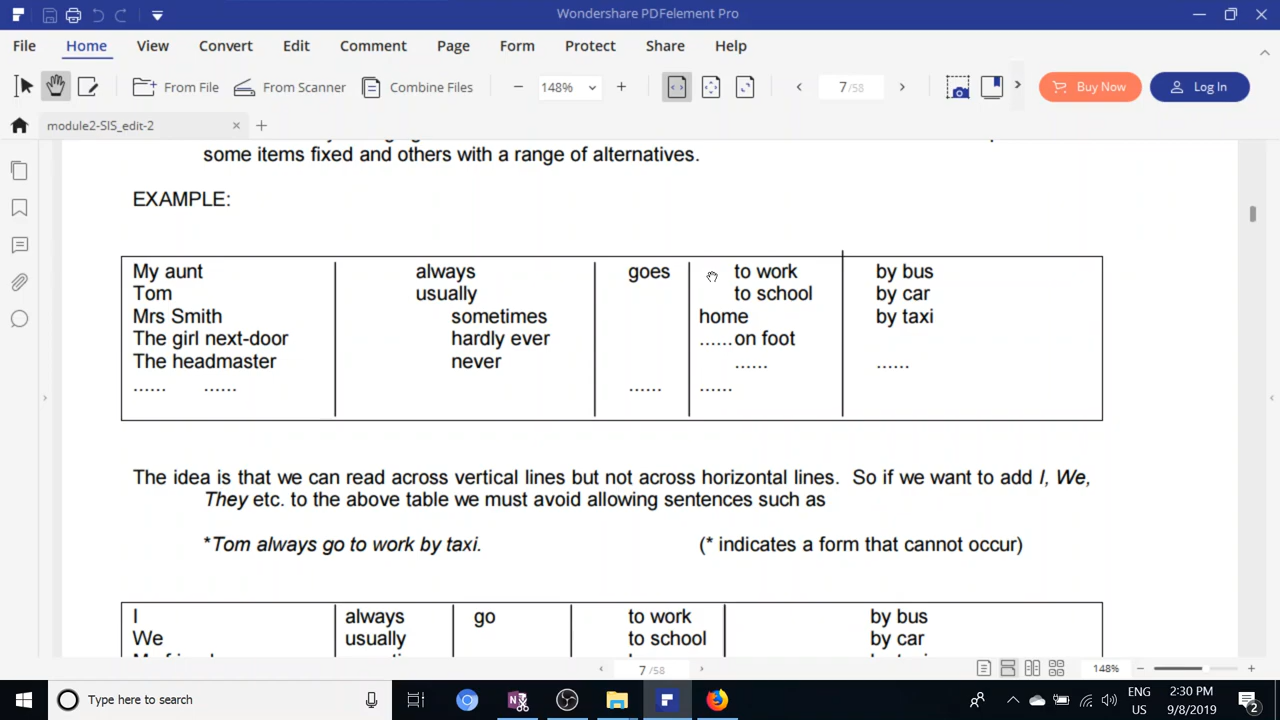 Wondershare PDFelement Pro
File Home View Convert Edit Comment Page Form Protect Share Help
From File From Scanner Combine Files 148% 7/58 Buy Now Log In
module2-SIS_edit-2
some items fixed and others with a range of alternatives.
EXAMPLE:
My aunt always goes to work by bus
Tom usually to school by car
Mrs Smith sometimes home by taxi
The girl next-door hardly ever ......on foot
The headmaster never ...... ......
...... ...... ...... ......
The idea is that we can read across vertical lines but not across horizontal lines. So if we want to add I, We,
They etc. to the above table we must avoid allowing sentences such as
*Tom always go to work by taxi. (* indicates a form that cannot occur)
I always go to work by bus
We usually to school by car
7/58 148%
Type here to search ENG US 2:30 PM 9/8/2019 2